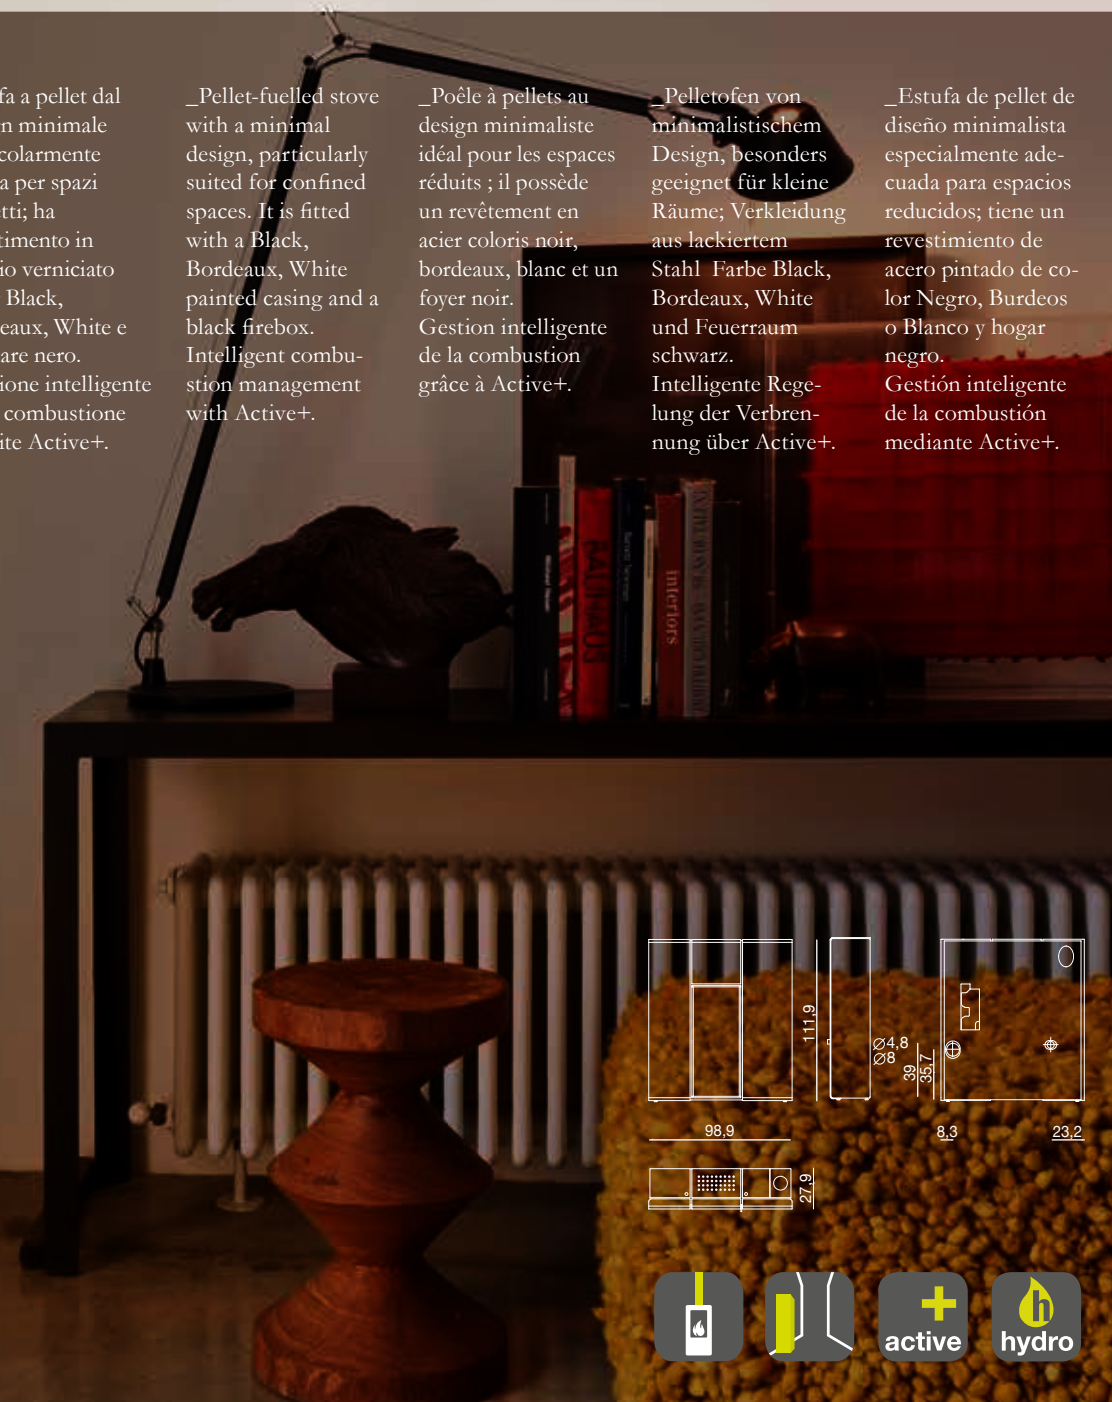 fa a pellet dal
n minimale
colarmente
a per spazi
tti; ha
timento in
io verniciato
Black,
eaux, White e
are nero.
ione intelligente
combustione
ite Active+.
_Pellet-fuelled stove
with a minimal
design, particularly
suited for confined
spaces. It is fitted
with a Black,
Bordeaux, White
painted casing and a
black firebox.
Intelligent combu-
stion management
with Active+.
_Poêle à pellets au
design minimaliste
idéal pour les espaces
réduits ; il possède
un revêtement en
acier coloris noir,
bordeaux, blanc et un
foyer noir.
Gestion intelligente
de la combustion
grâce à Active+.
_Pelletofen von
minimalistischem
Design, besonders
geeignet für kleine
Räume; Verkleidung
aus lackiertem
Stahl Farbe Black,
Bordeaux, White
und Feuerraum
schwarz.
Intelligente Rege-
lung der Verbren-
nung über Active+.
_Estufa de pellet de
diseño minimalista
especialmente ade-
cuada para espacios
reducidos; tiene un
revestimiento de
acero pintado de co-
lor Negro, Burdeos
o Blanco y hogar
negro.
Gestión inteligente
de la combustión
mediante Active+.
BAUHAUS
interiors
111,9
Ø4,8
Ø8
39
35,7
98,9
8,3
23,2
27,9
active
h
hydro